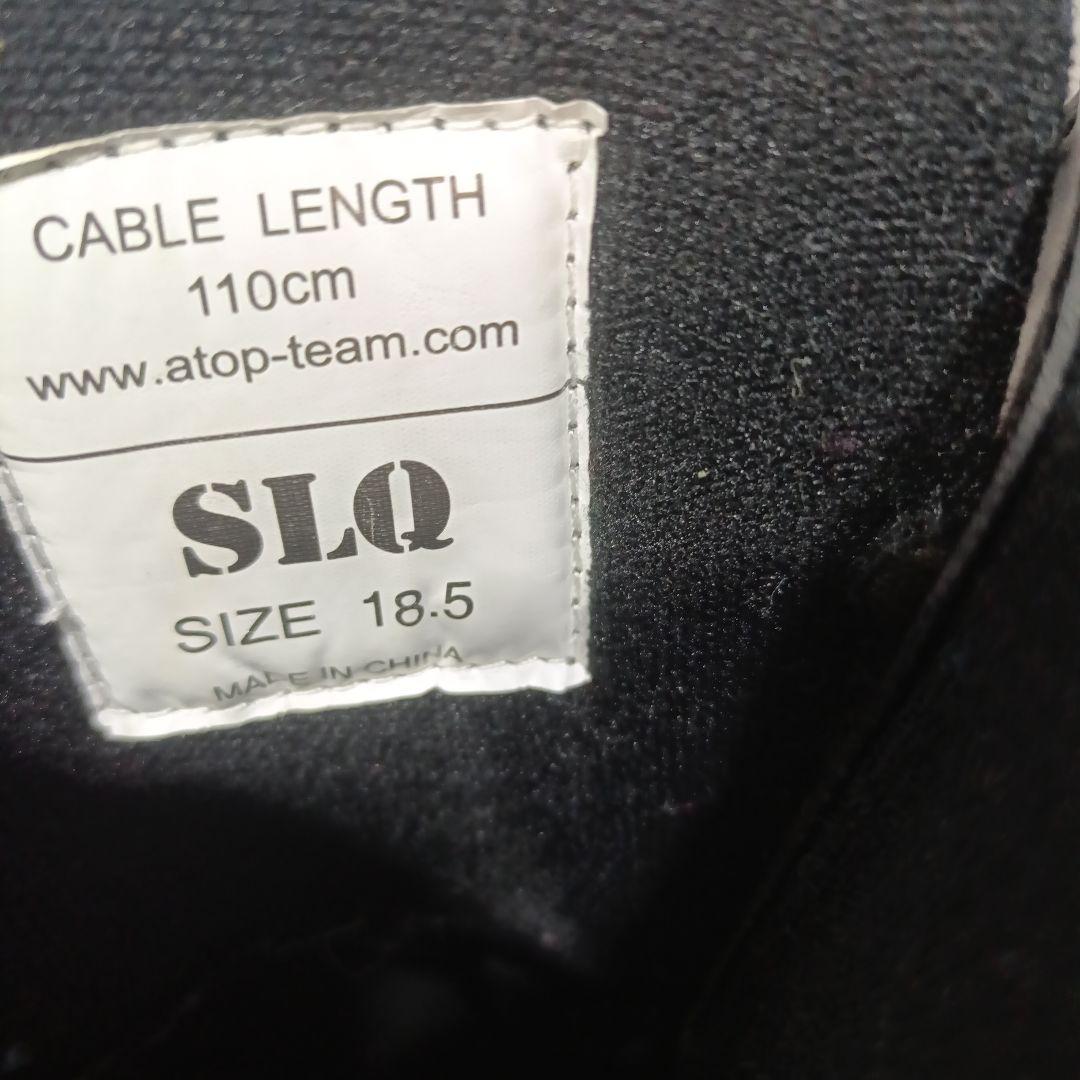 CABLE LENGTH
110cm
www.atop-team.com
SLQ
SIZE 18.5
MADE IN CHINA